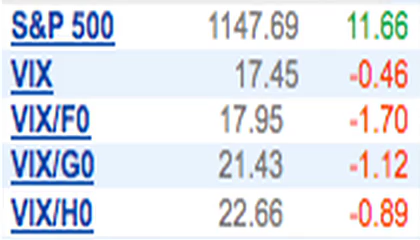 S&P 500 1147.69 11.66
VIX 17.45 -0.46
VIX/F0 17.95 -1.70
VIX/G0 21.43 -1.12
VIX/H0 22.66 -0.89